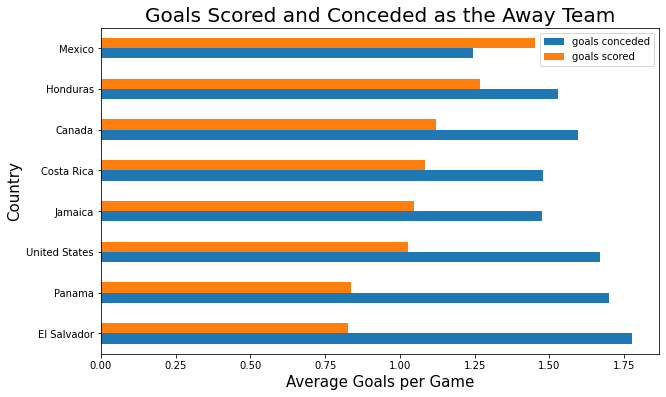 Goals Scored and Conceded as the Away Team
goals conceded
goals scored
Mexico
Honduras
Canada
Costa Rica
Jamaica
United States
Panama
El Salvador
Country
0.00 0.25 0.50 0.75 1.00 1.25 1.50 1.75
Average Goals per Game